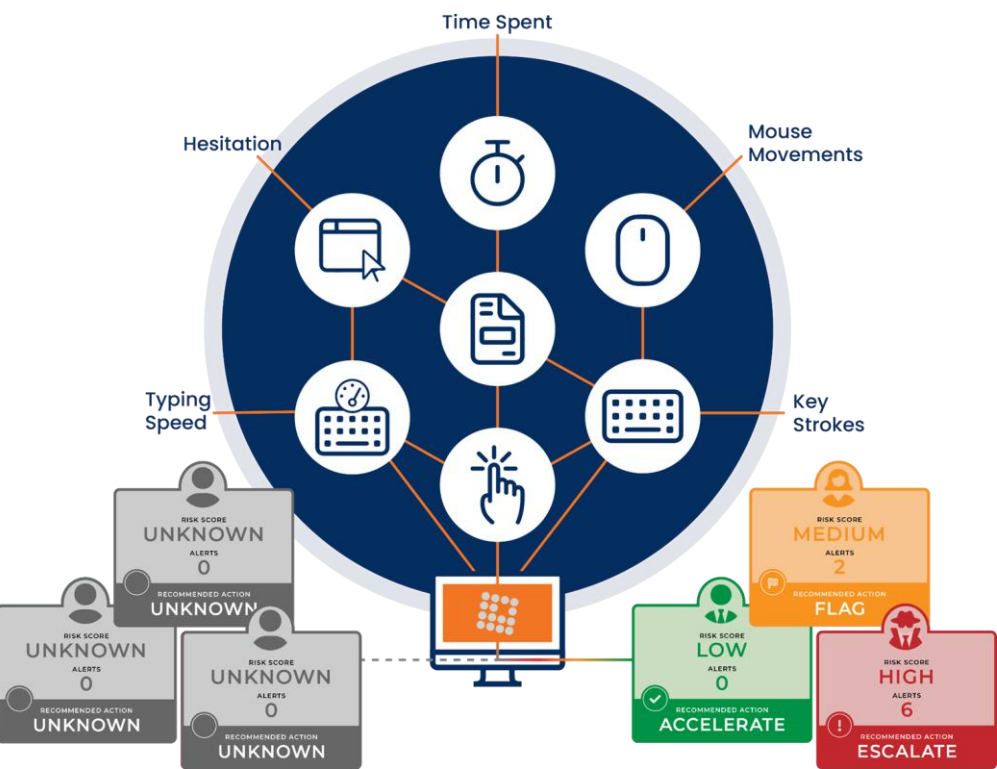 Time Spent
Hesitation
Mouse
Movements
Typing
Speed
Key
Strokes
RISK SCORE
UNKNOWN
ALERTS
0
RECOMMENDED ACTION
UNKNOWN
RISK SCORE
UNKNOWN
ALERTS
0
RECOMMENDED ACTION
UNKNOWN
RISK SCORE
UNKNOWN
ALERTS
0
RECOMMENDED ACTION
UNKNOWN
RISK SCORE
MEDIUM
ALERTS
2
RECOMMENDED ACTION
FLAG
RISK SCORE
LOW
ALERTS
0
RECOMMENDED ACTION
ACCELERATE
RISK SCORE
HIGH
ALERTS
6
RECOMMENDED ACTION
ESCALATE